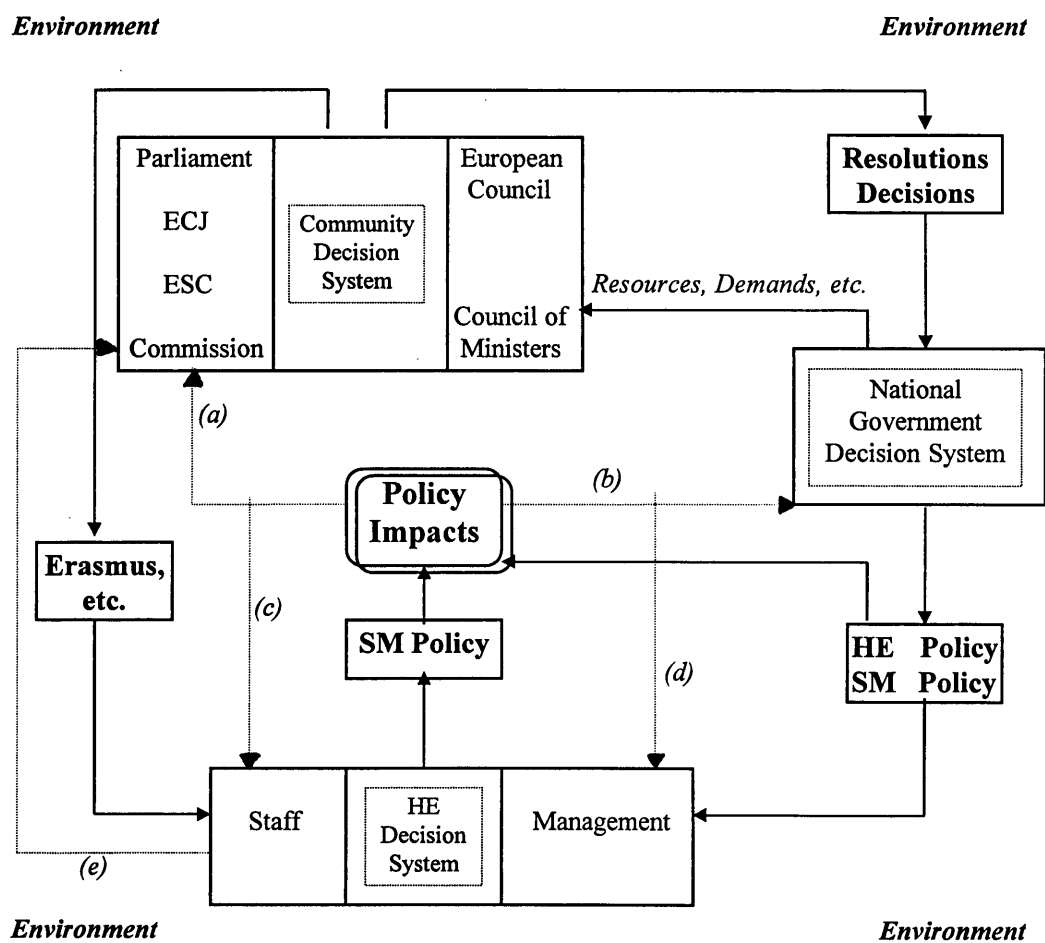 Environment
Environment
Parliament
ECJ
ESC
Commission
Community
Decision
System
European
Council
Council of
Ministers
Resolutions
Decisions
Resources, Demands, etc.
National
Government
Decision System
(a)
(b)
Policy
Impacts
Erasmus,
etc.
(c)
SM Policy
(d)
HE Policy
SM Policy
Staff
HE
Decision
System
Management
(e)
Environment
Environment